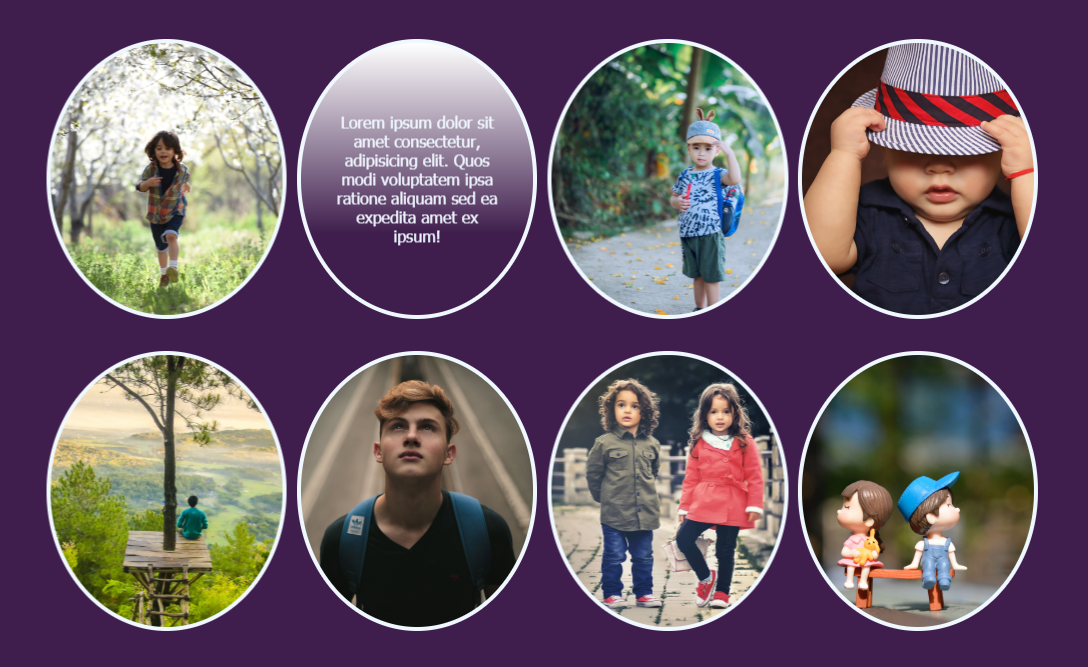 Lorem ipsum dolor sit
amet consectetur,
adipisicing elit. Quos
modi voluptatem ipsa
ratione aliquam sed ea
expedita amet ex
ipsum!